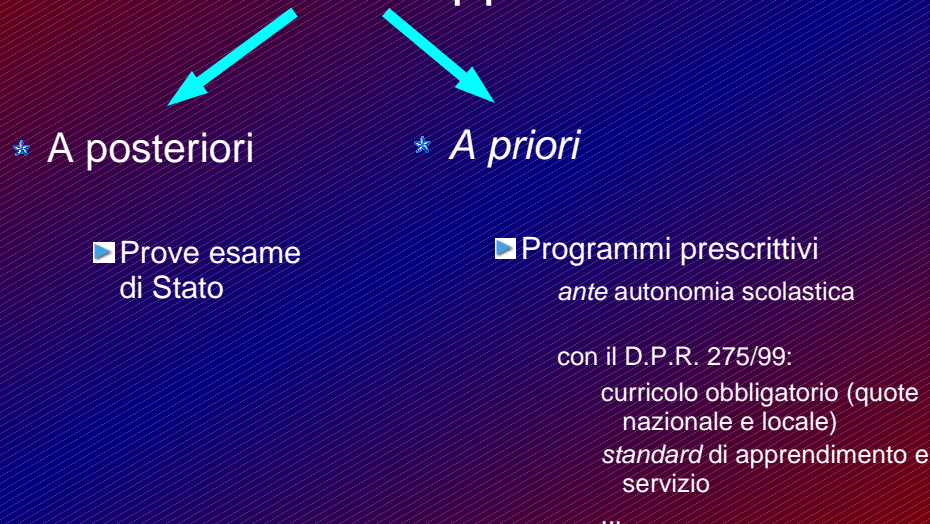 A posteriori
Prove esame
di Stato
A priori
Programmi prescrittivi
ante autonomia scolastica
con il D.P.R. 275/99:
curricolo obbligatorio (quote
nazionale e locale)
standard di apprendimento e
servizio
...